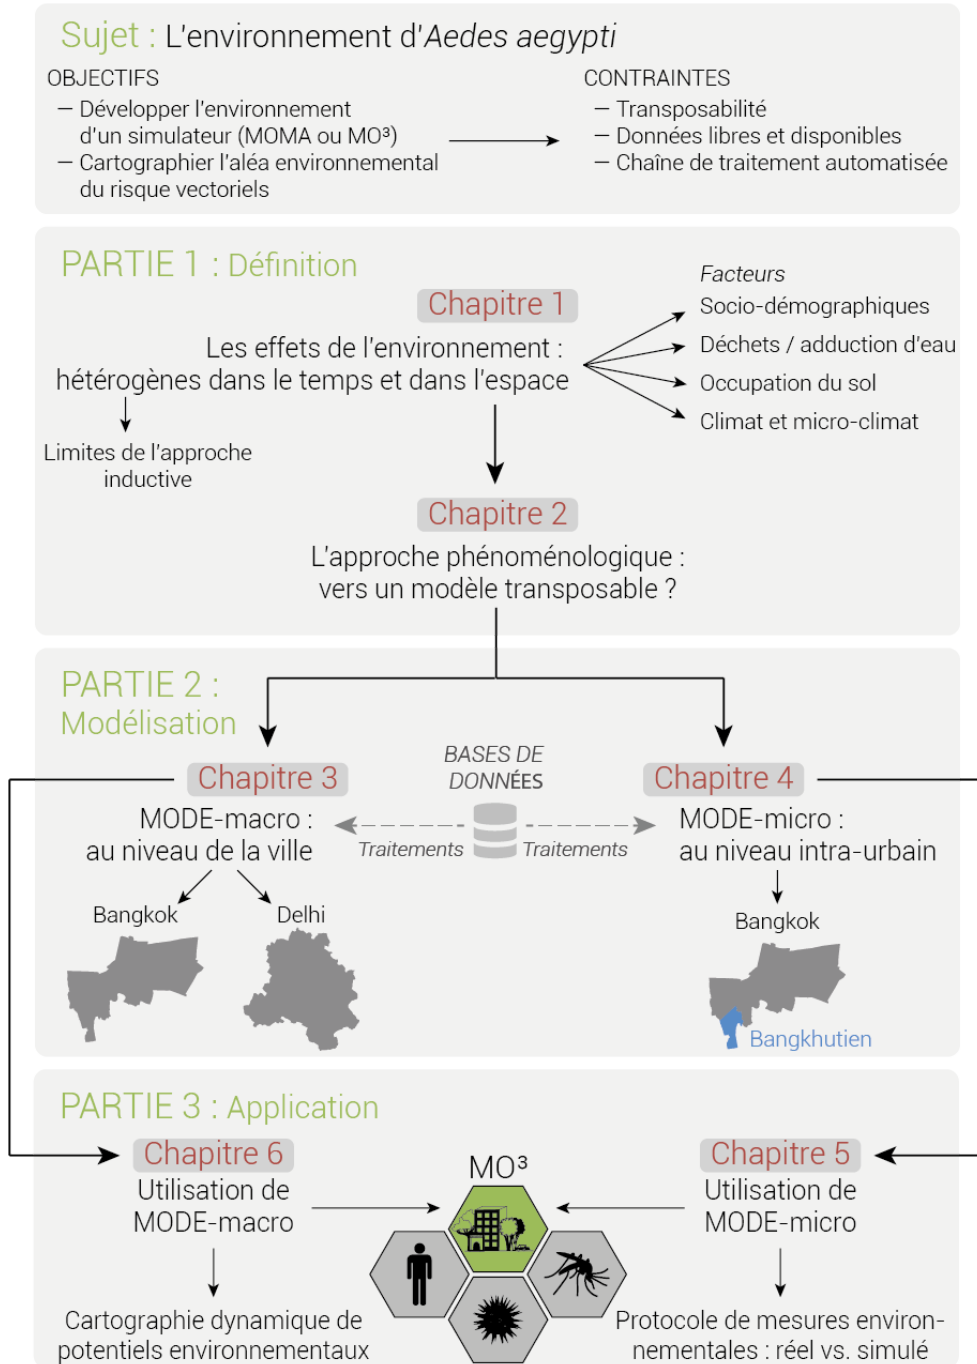 Sujet : L'environnement d'Aedes aegypti
OBJECTIFS
– Développer l'environnement
d'un simulateur (MOMA ou MO³)
– Cartographier l'aléa environnemental
du risque vectoriels
CONTRAINTES
– Transposabilité
– Données libres et disponibles
– Chaîne de traitement automatisée
PARTIE 1 : Définition
Chapitre 1
Les effets de l'environnement :
hétérogènes dans le temps et dans l'espace
Facteurs
Socio-démographiques
Déchets / adduction d'eau
Occupation du sol
Climat et micro-climat
Limites de l'approche
inductive
Chapitre 2
L'approche phénoménologique :
vers un modèle transposable ?
PARTIE 2 :
Modélisation
Chapitre 3
MODE-macro :
au niveau de la ville
BASES DE
DONNÉES
Traitements
Traitements
Chapitre 4
MODE-micro :
au niveau intra-urbain
Bangkok
Delhi
Bangkok
Bangkhutien
PARTIE 3 : Application
Chapitre 6
Utilisation de
MODE-macro
MO³
Chapitre 5
Utilisation de
MODE-micro
Cartographie dynamique de
potentiels environnementaux
Protocole de mesures environ-
nementales : réel vs. simulé